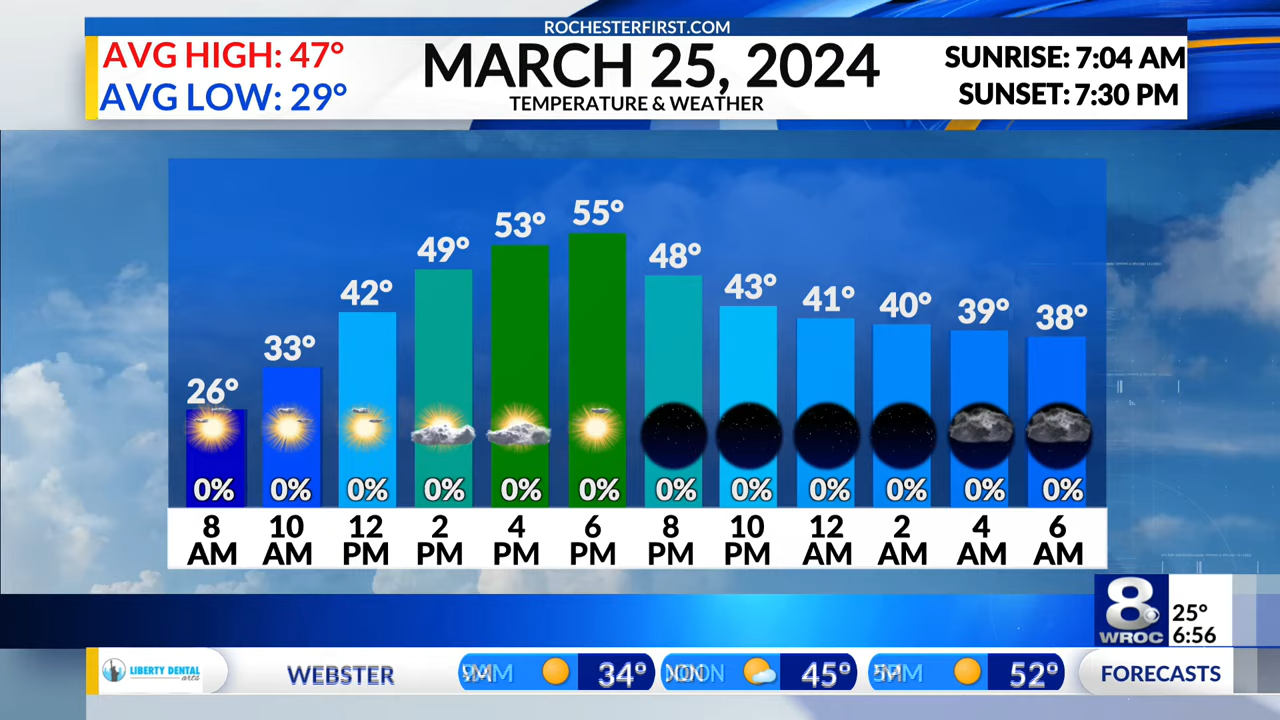 ROCHESTERFIRST.COM
AVG HIGH: 47°
AVG LOW: 29°
MARCH 25, 2024
TEMPERATURE & WEATHER
SUNRISE: 7:04 AM
SUNSET: 7:30 PM
26° 33° 42° 49° 53° 55° 48° 43° 41° 40° 39° 38°
0% 0% 0% 0% 0% 0% 0% 0% 0% 0% 0% 0%
8 10 12 2 4 6 8 10 12 2 4 6
AM AM PM PM PM PM PM PM AM AM AM AM
8
WROC
25°
6:56
LIBERTY DENTAL
arts
WEBSTER
34°
NOON
45°
52°
FORECASTS